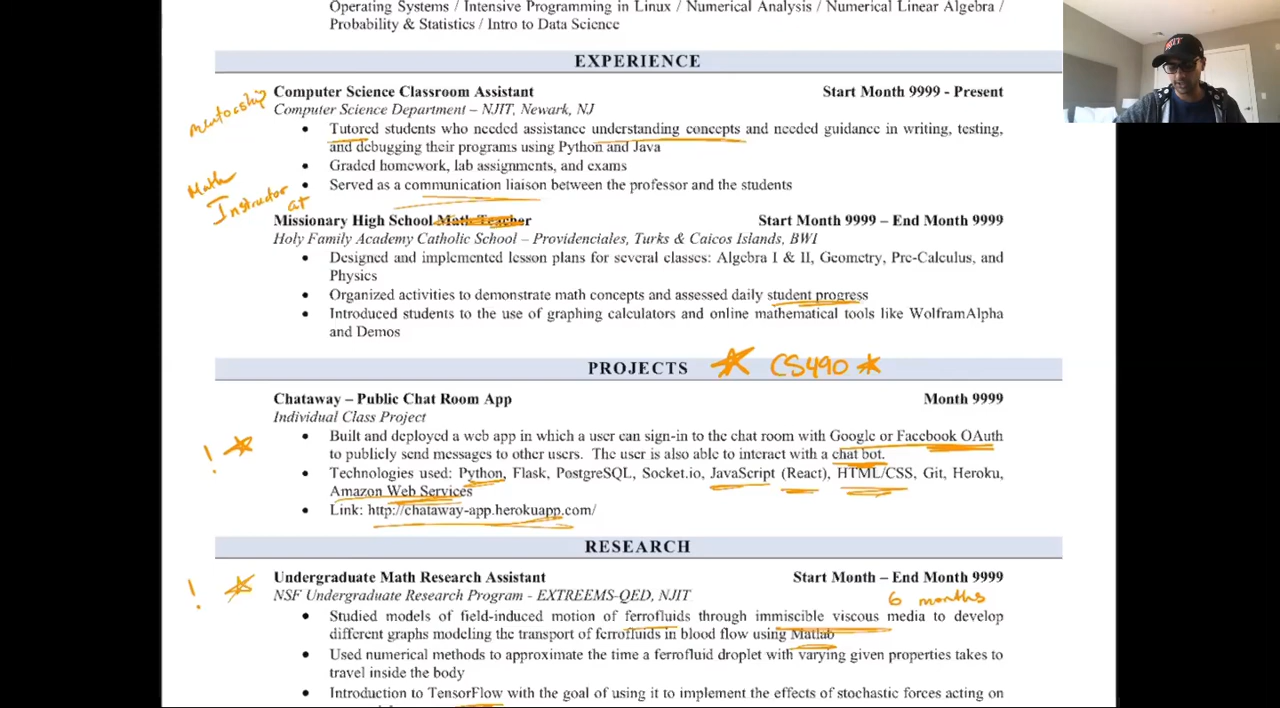 Operating Systems / Intensive Programming in Linux / Numerical Analysis / Numerical Linear Algebra /
Probability & Statistics / Intro to Data Science
EXPERIENCE
mentorship
Computer Science Classroom Assistant Start Month 9999 - Present
Computer Science Department – NJIT, Newark, NJ
• Tutored students who needed assistance understanding concepts and needed guidance in writing, testing,
and debugging their programs using Python and Java
• Graded homework, lab assignments, and exams
• Served as a communication liaison between the professor and the students
Math
Instructor at
Missionary High School Math Teacher Start Month 9999 – End Month 9999
Holy Family Academy Catholic School – Providenciales, Turks & Caicos Islands, BWI
• Designed and implemented lesson plans for several classes: Algebra I & II, Geometry, Pre-Calculus, and
Physics
• Organized activities to demonstrate math concepts and assessed daily student progress
• Introduced students to the use of graphing calculators and online mathematical tools like WolframAlpha
and Demos
PROJECTS CS490
Chataway – Public Chat Room App Month 9999
Individual Class Project
• Built and deployed a web app in which a user can sign-in to the chat room with Google or Facebook OAuth
! to publicly send messages to other users. The user is also able to interact with a chat bot.
• Technologies used: Python, Flask, PostgreSQL, Socket.io, JavaScript (React), HTML/CSS, Git, Heroku,
Amazon Web Services
• Link: http://chataway-app.herokuapp.com/
RESEARCH
! Undergraduate Math Research Assistant Start Month – End Month 9999
NSF Undergraduate Research Program - EXTREEMS-QED, NJIT 6 months
• Studied models of field-induced motion of ferrofluids through immiscible viscous media to develop
different graphs modeling the transport of ferrofluids in blood flow using Matlab
• Used numerical methods to approximate the time a ferrofluid droplet with varying given properties takes to
travel inside the body
• Introduction to TensorFlow with the goal of using it to implement the effects of stochastic forces acting on